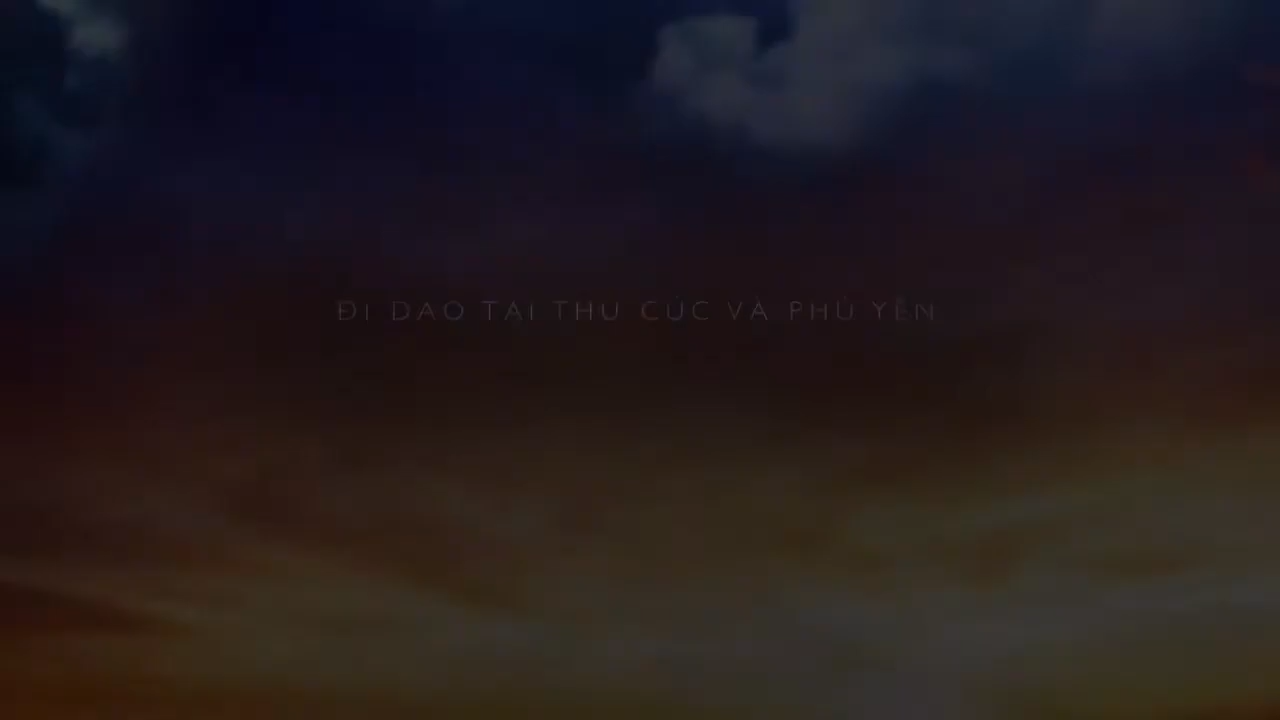 ĐI DẠO TẠI THU CÚC VÀ PHÙ YÊN